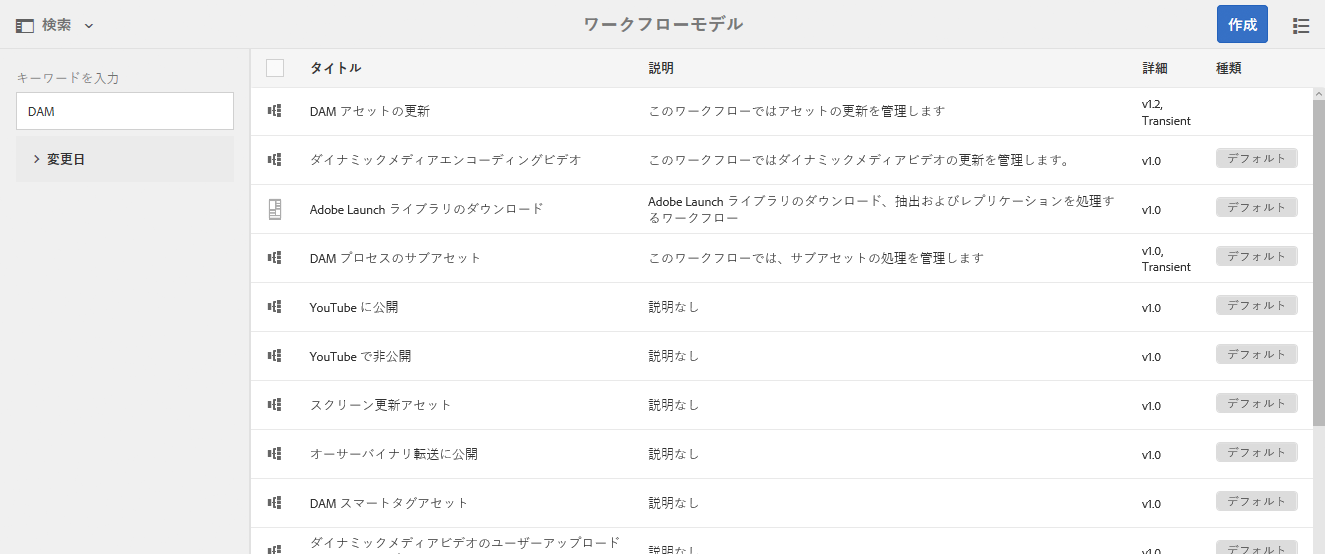 検索
ワークフローモデル
作成
キーワードを入力
DAM
変更日
タイトル 説明 詳細 種類
DAM アセットの更新 このワークフローではアセットの更新を管理します v1.2,
Transient
ダイナミックメディアエンコーディングビデオ このワークフローではダイナミックメディアビデオの更新を管理します。 v1.0 デフォルト
Adobe Launch ライブラリのダウンロード Adobe Launch ライブラリのダウンロード、抽出およびレプリケーションを処理す
るワークフロー v1.0 デフォルト
DAM プロセスのサブアセット このワークフローでは、サブアセットの処理を管理します v1.0,
Transient デフォルト
YouTube に公開 説明なし v1.0 デフォルト
YouTube で非公開 説明なし v1.0 デフォルト
スクリーン更新アセット 説明なし v1.0 デフォルト
オーサーバイナリ転送に公開 説明なし v1.0 デフォルト
DAM スマートタグアセット 説明なし v1.0 デフォルト
ダイナミックメディアビデオのユーザーアップロード 説明なし v1.0 デフォルト